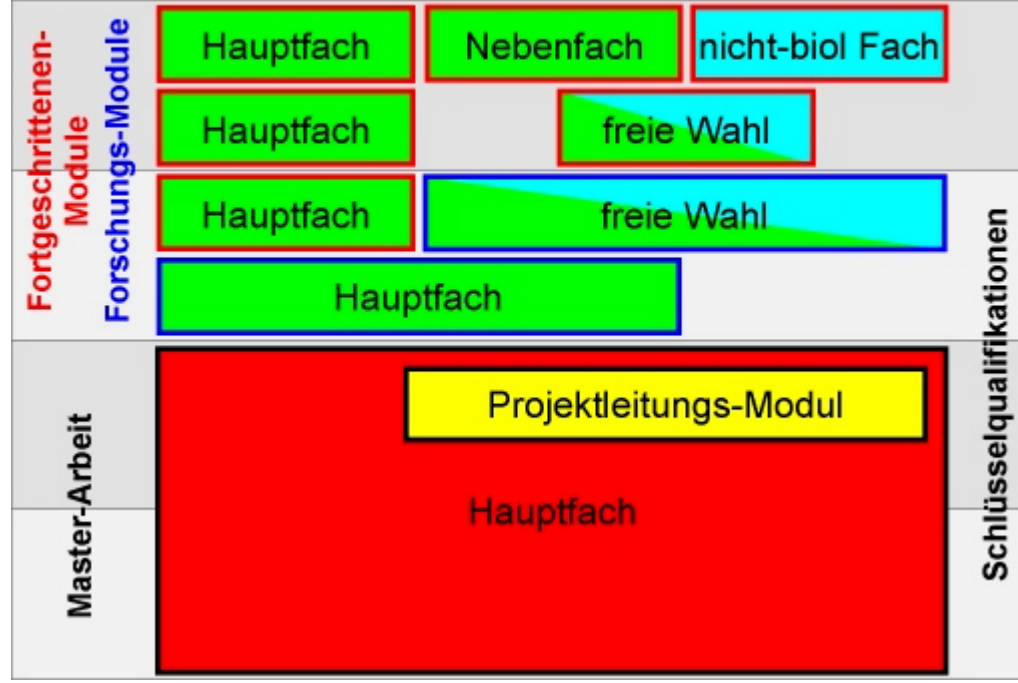 Fortgeschrittenen-
Module
Forschungs-Module
Hauptfach
Nebenfach
nicht-biol Fach
Hauptfach
freie Wahl
Hauptfach
freie Wahl
Hauptfach
Master-Arbeit
Projektleitungs-Modul
Hauptfach
Schlüsselqualifikationen